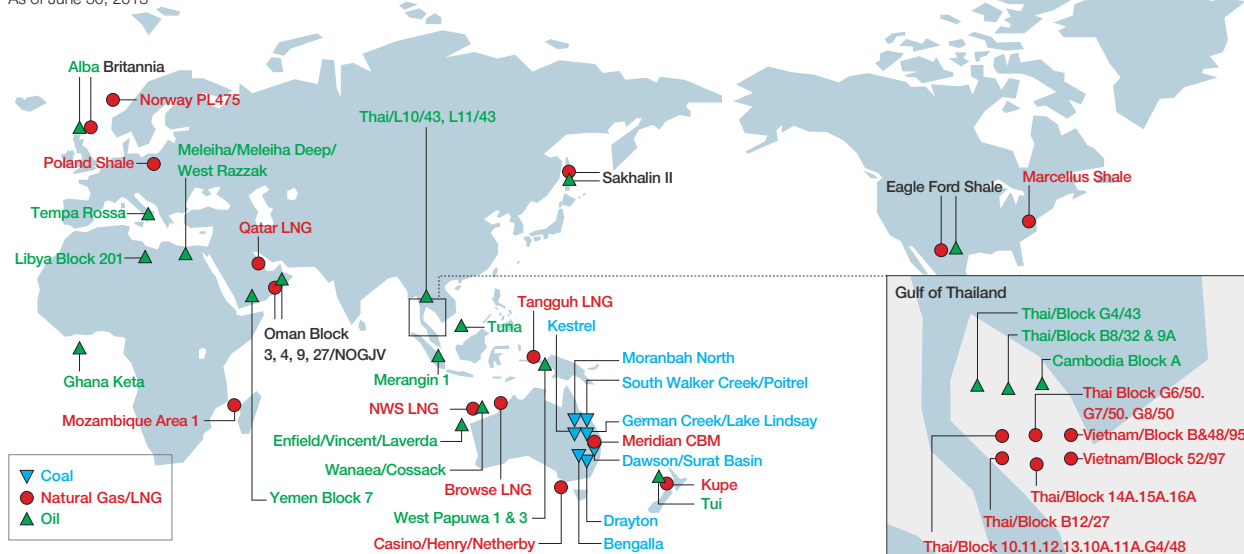 As of June 30, 2013
Alba Britannia
Norway PL475
Poland Shale
Meleiha/Meleiha Deep/
West Razzak
Tempa Rossa
Libya Block 201
Qatar LNG
Thai/L10/43, L11/43
Sakhalin II
Eagle Ford Shale
Marcellus Shale
Oman Block
3, 4, 9, 27/NOGJV
Ghana Keta
Mozambique Area 1
Yemen Block 7
Tuna
Merangin 1
Tangguh LNG
Kestrel
Moranbah North
South Walker Creek/Poitrel
NWS LNG
German Creek/Lake Lindsay
Enfield/Vincent/Laverda
Meridian CBM
Wanaea/Cossack
Dawson/Surat Basin
Browse LNG
Kupe
Tui
West Papuwa 1 & 3
Drayton
Casino/Henry/Netherby
Bengalla
Coal
Natural Gas/LNG
Oil
Gulf of Thailand
Thai/Block G4/43
Thai/Block B8/32 & 9A
Cambodia Block A
Thai Block G6/50.
G7/50. G8/50
Vietnam/Block B&48/95
Vietnam/Block 52/97
Thai/Block 14A.15A.16A
Thai/Block B12/27
Thai/Block 10.11.12.13.10A.11A.G4/48